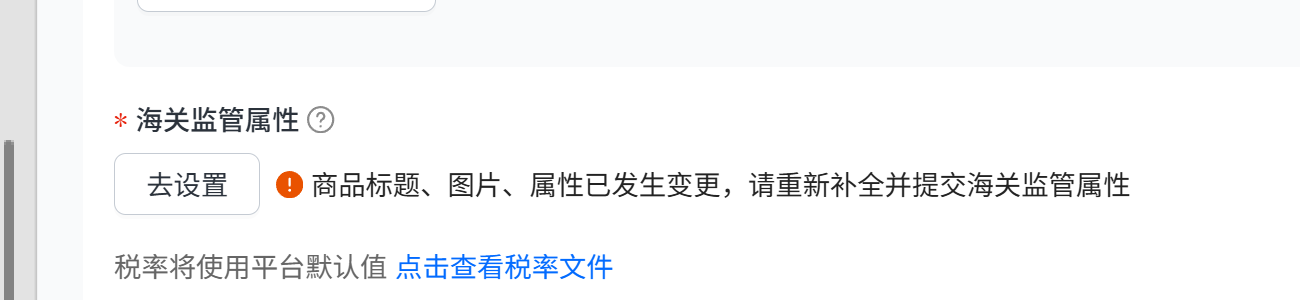 * 海关监管属性 ?
去设置 ! 商品标题、图片、属性已发生变更，请重新补全并提交海关监管属性
税率将使用平台默认值 点击查看税率文件